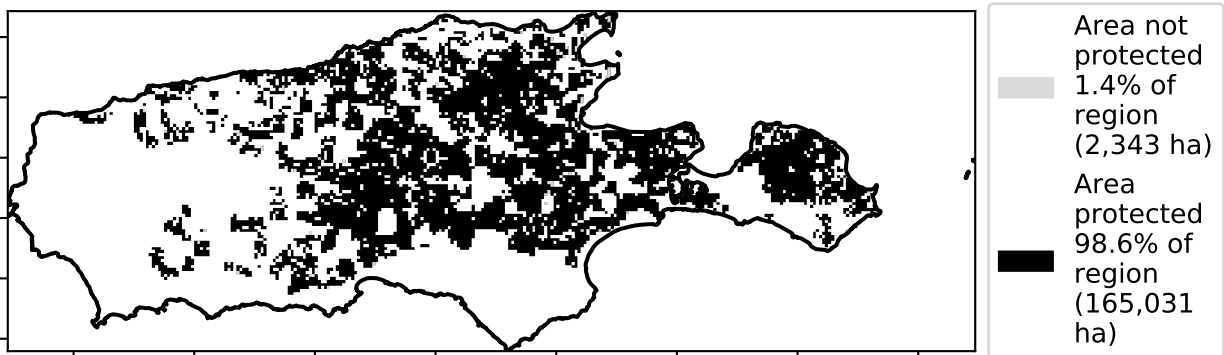 Area not
protected
1.4% of
region
(2,343 ha)
Area
protected
98.6% of
region
(165,031
ha)